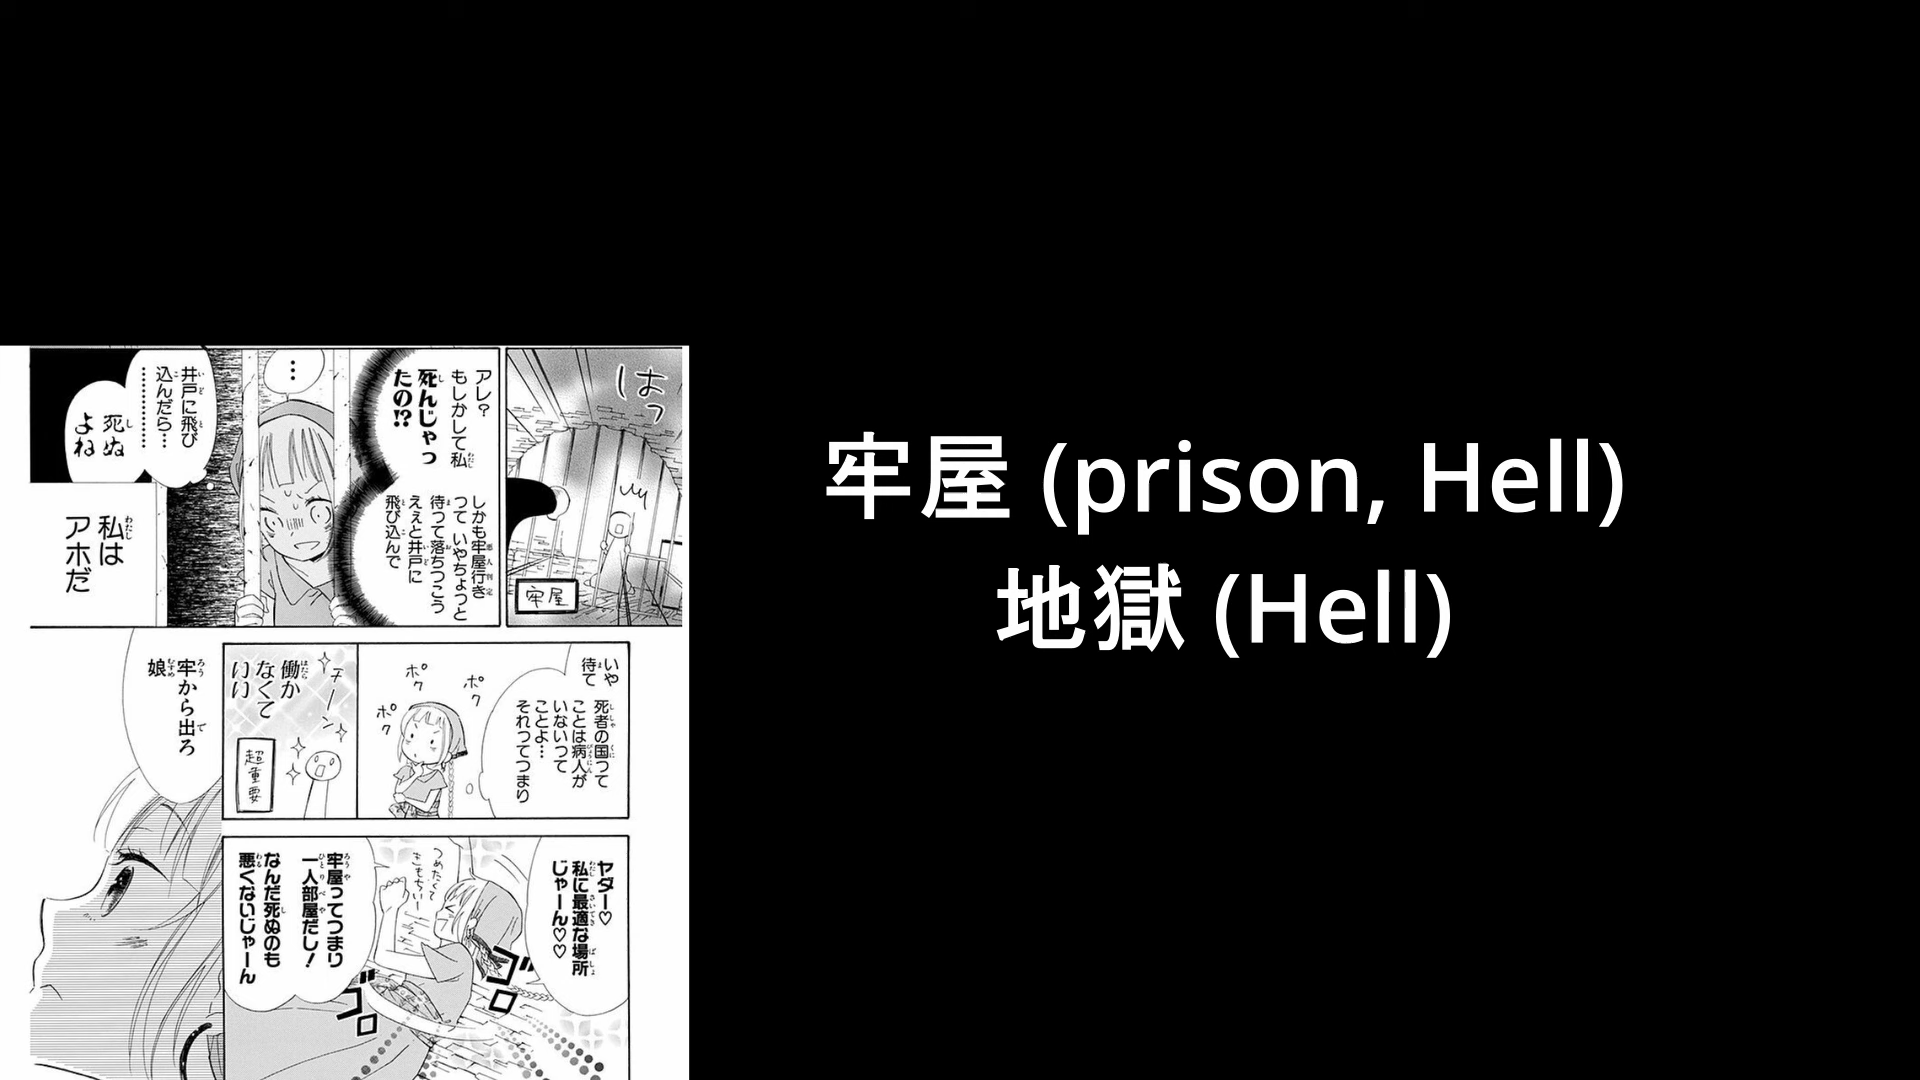 はっ
牢屋
アレ?
もしかして私
死んじゃっ
たの!?
しかも牢屋行き
って いやちょっと
待って落ちつこう
ええと井戸に
飛び込んで
…
井戸に飛び
込んだら…
…………
死ぬ
よね
私は
アホだ
いや
待て
死者の国って
ことは病人が
いないって
ことよ…
それってつまり
ポク
ポク
ポク
チーン
働か
なくて
いい
超重要
ヤダー♡
私に最適な場所
じゃーん♡♡
つめたくて
きもちいー
ゴロ
ゴロ
牢屋ってつまり
一人部屋だし!
なんだ死ぬのも
悪くないじゃーん
牢から出ろ
娘
牢屋 (prison, Hell)
地獄 (Hell)